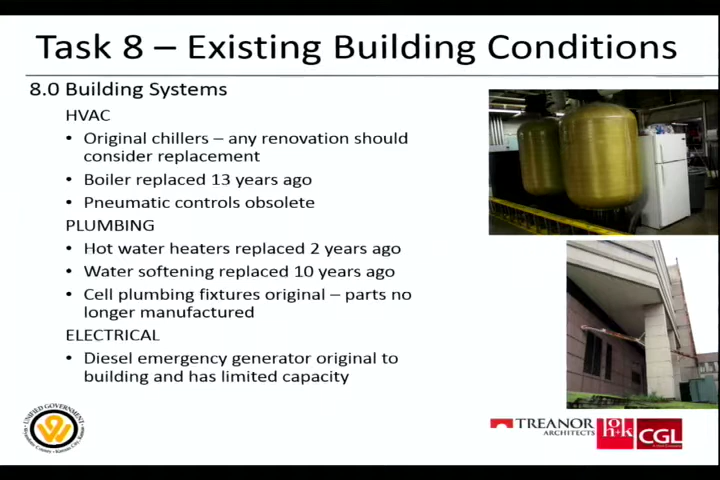 Task 8 – Existing Building Conditions
8.0 Building Systems
HVAC
• Original chillers – any renovation should
consider replacement
• Boiler replaced 13 years ago
• Pneumatic controls obsolete
PLUMBING
• Hot water heaters replaced 2 years ago
• Water softening replaced 10 years ago
• Cell plumbing fixtures original – parts no
longer manufactured
ELECTRICAL
• Diesel emergency generator original to
building and has limited capacity
UNIFIED GOVERNMENT
TREANOR
ARCHITECTS
CGL